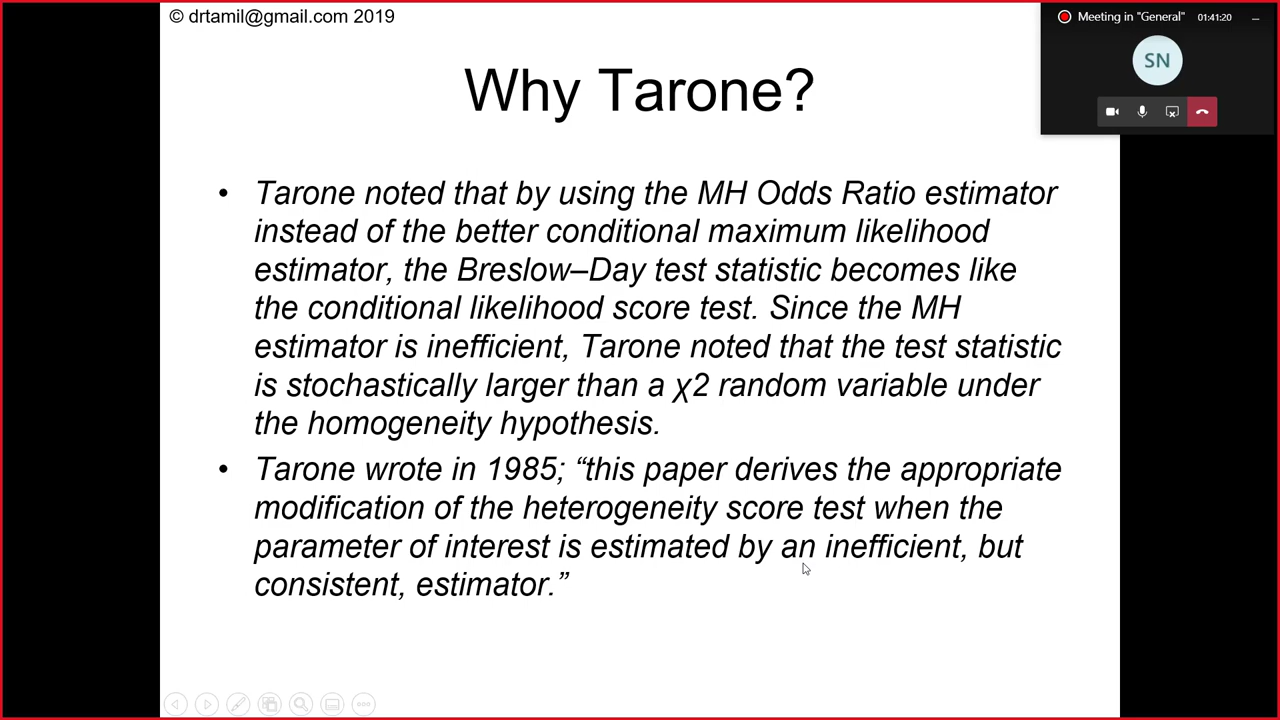 © drtamil@gmail.com 2019
Meeting in "General" 01:41:20
SN
Why Tarone?
• Tarone noted that by using the MH Odds Ratio estimator
instead of the better conditional maximum likelihood
estimator, the Breslow–Day test statistic becomes like
the conditional likelihood score test. Since the MH
estimator is inefficient, Tarone noted that the test statistic
is stochastically larger than a χ2 random variable under
the homogeneity hypothesis.
• Tarone wrote in 1985; “this paper derives the appropriate
modification of the heterogeneity score test when the
parameter of interest is estimated by an inefficient, but
consistent, estimator.”